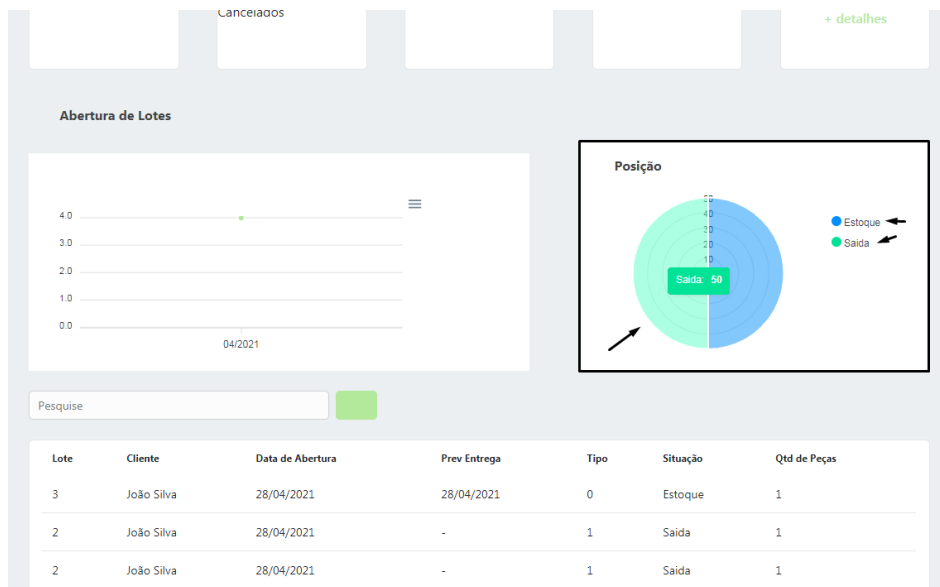 Cancelados
+ detalhes
Abertura de Lotes
Posição
4.0
3.0
2.0
1.0
0.0
04/2021
50
40
30
20
10
Saida: 50
Estoque
Saida
Pesquise
Lote Cliente Data de Abertura Prev Entrega Tipo Situação Qtd de Peças
3 João Silva 28/04/2021 28/04/2021 0 Estoque 1
2 João Silva 28/04/2021 - 1 Saida 1
2 João Silva 28/04/2021 - 1 Saida 1